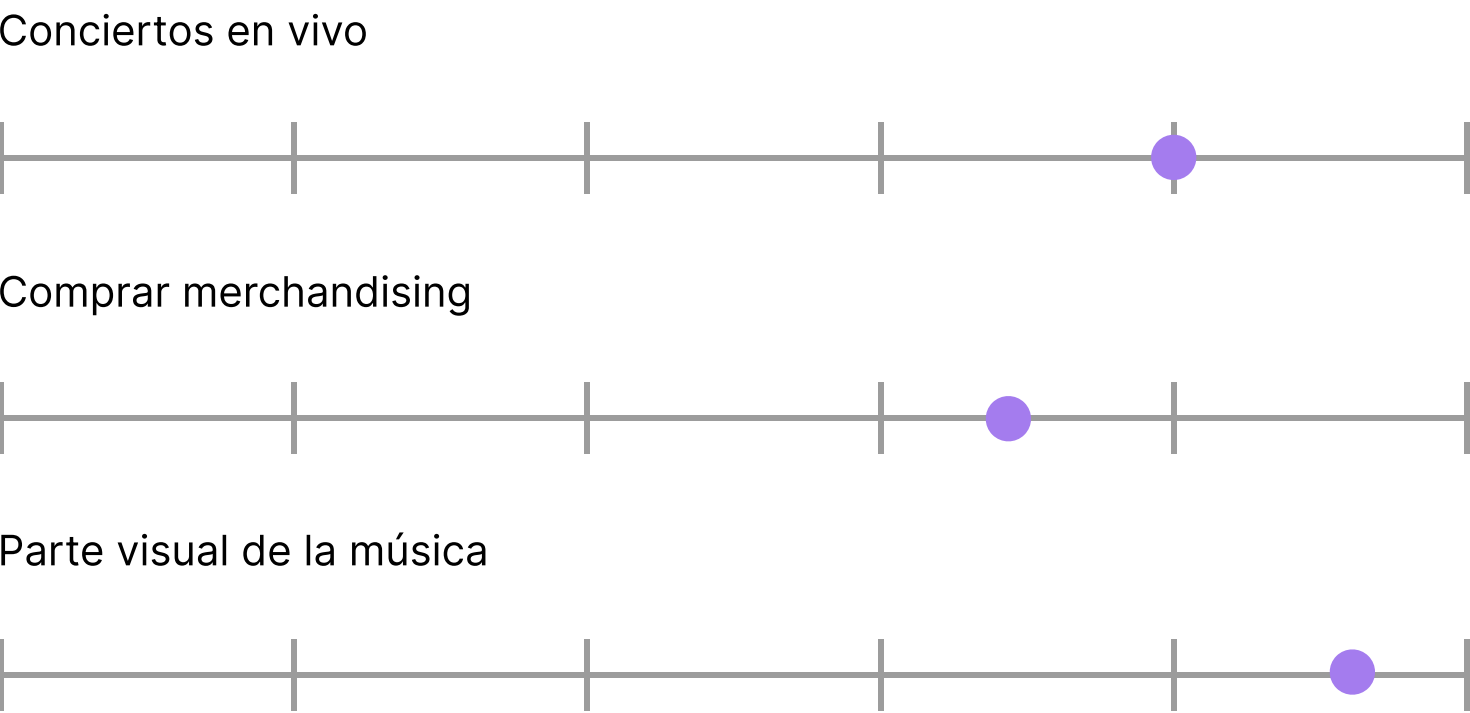 Conciertos en vivo
Comprar merchandising
Parte visual de la música